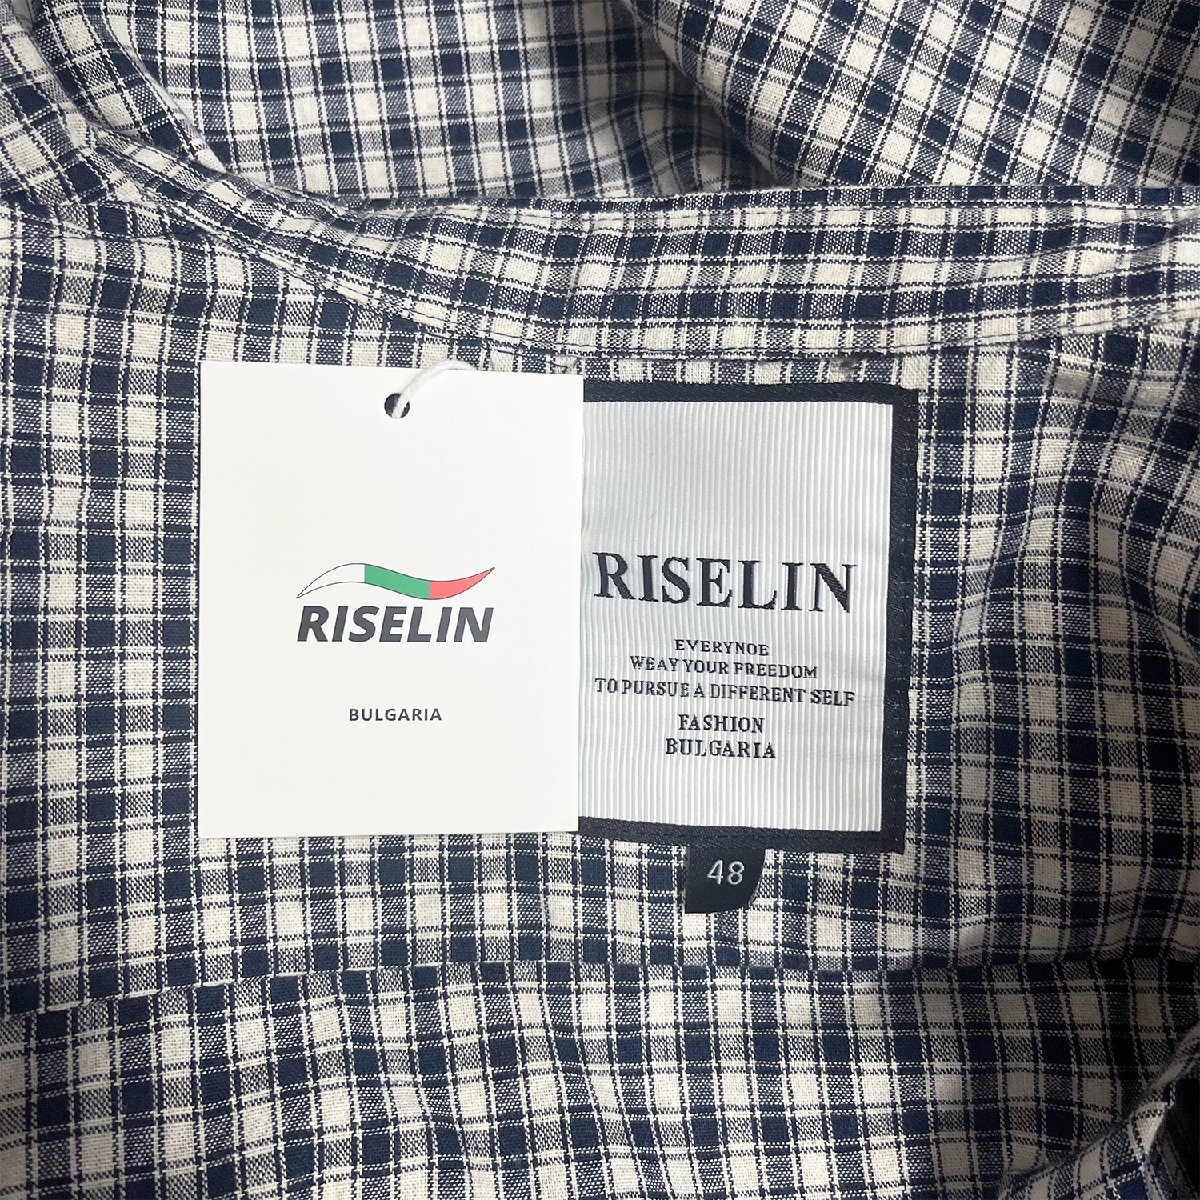 RISELIN
BULGARIA
RISELIN
EVERYNOE
WEAY YOUR FREEDOM
TO PURSUE A DIFFERENT SELF
FASHION
BULGARIA
48